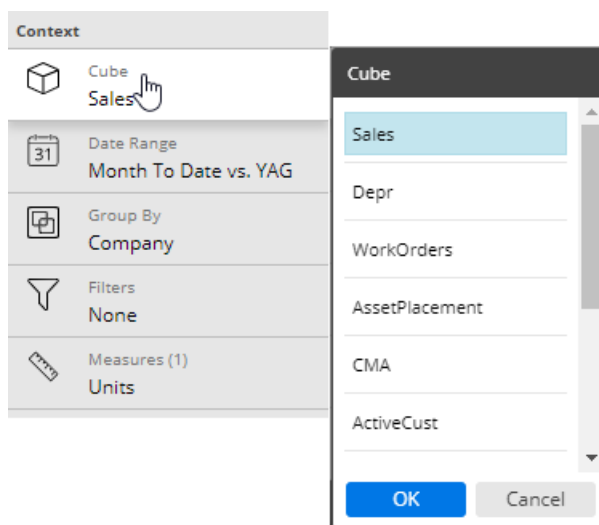 Context
Cube
Sales
31
Date Range
Month To Date vs. YAG
Group By
Company
Filters
None
Measures (1)
Units
Cube
Sales
Depr
WorkOrders
AssetPlacement
CMA
ActiveCust
OK Cancel